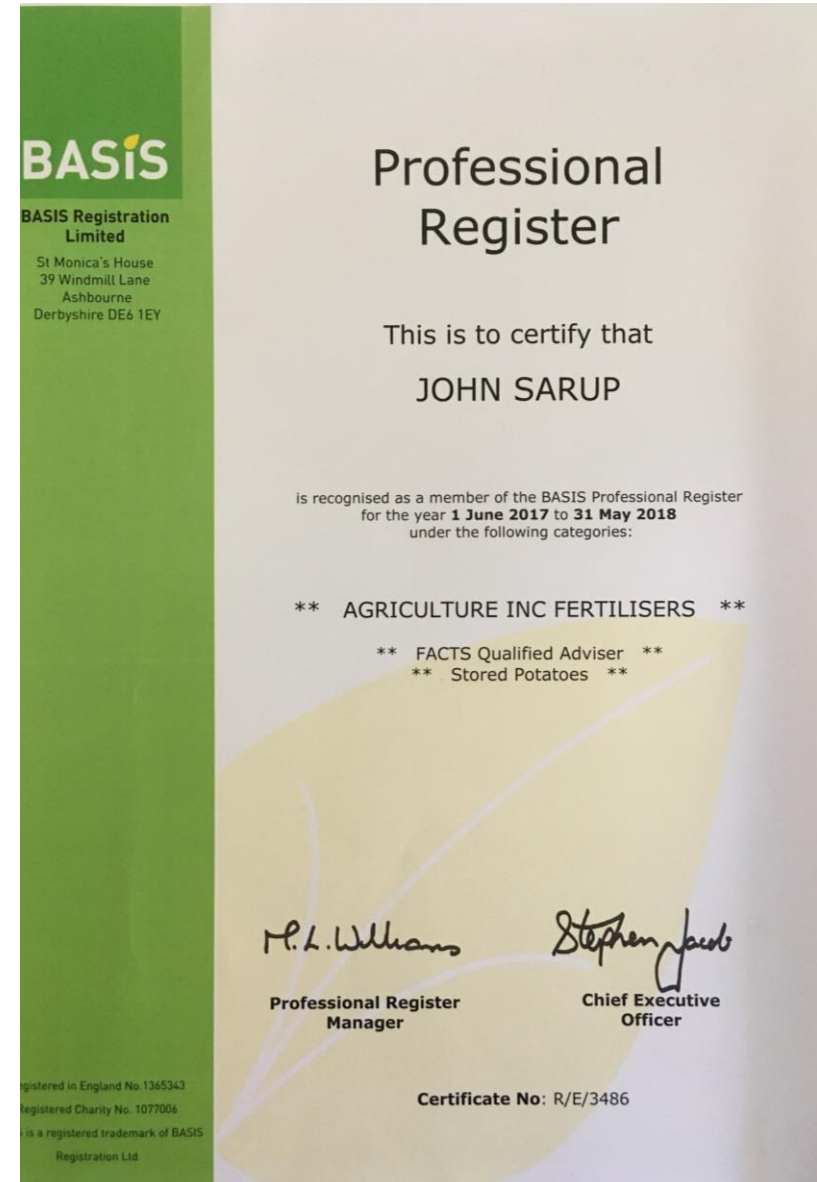 BASIS
BASIS Registration
Limited
St Monica's House
39 Windmill Lane
Ashbourne
Derbyshire DE6 1EY
Professional
Register
This is to certify that
JOHN SARUP
is recognised as a member of the BASIS Professional Register
for the year 1 June 2017 to 31 May 2018
under the following categories:
** AGRICULTURE INC FERTILISERS **
** FACTS Qualified Adviser **
** Stored Potatoes **
M.L. Williams
Stephen Jacob
Professional Register
Manager
Chief Executive
Officer
Certificate No: R/E/3486
egistered in England No.1365343
Registered Charity No. 1077006
is a registered trademark of BASIS
Registration Ltd